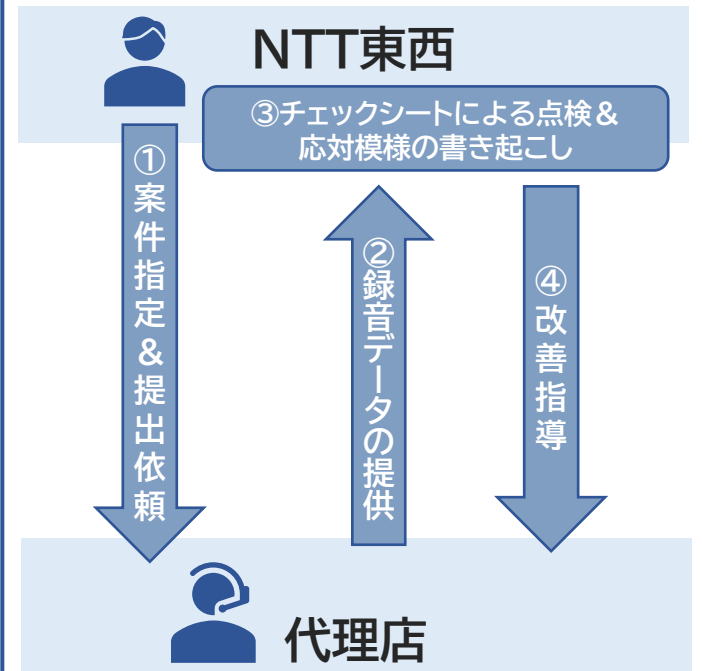 NTT東西
③チェックシートによる点検&
応対模様の書き起こし
①案件指定&提出依頼
②録音データの提供
④改善指導
代理店